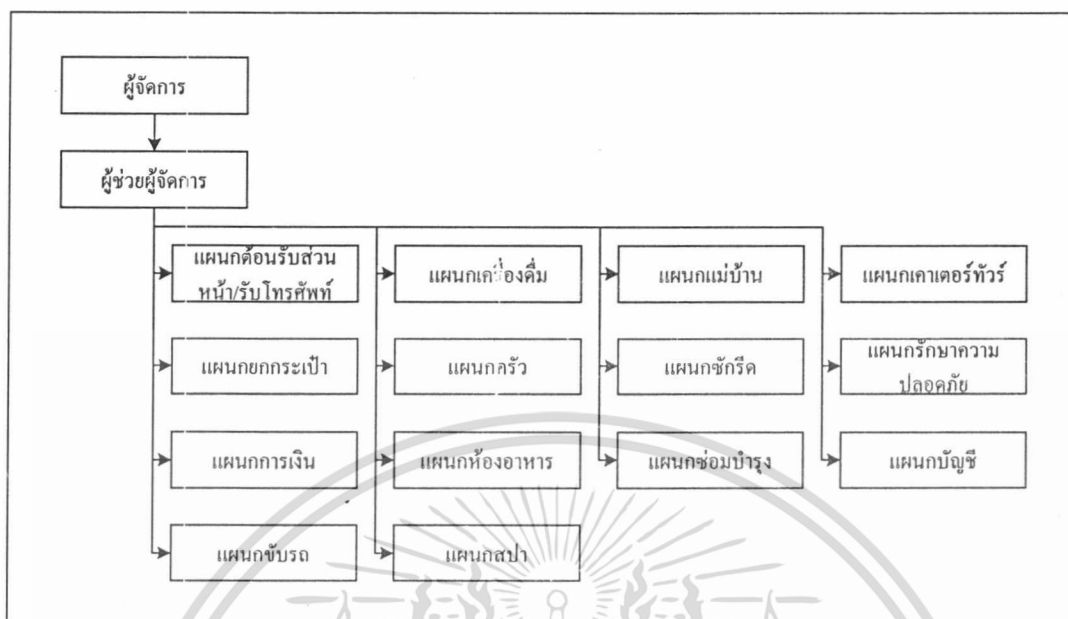 ผู้จัดการ
ผู้ช่วยผู้จัดการ
แผนกต้อนรับส่วน
หน้า/รับโทรศัพท์
แผนกเครื่องดื่ม
แผนกแม่บ้าน
แผนกเคาเตอร์ทัวร์
แผนกยกกระเป๋า
แผนกครัว
แผนกซักรีด
แผนกรักษาความ
ปลอดภัย
แผนกการเงิน
แผนกห้องอาหาร
แผนกซ่อมบำรุง
แผนกบัญชี
แผนกขับรถ
แผนกสปา